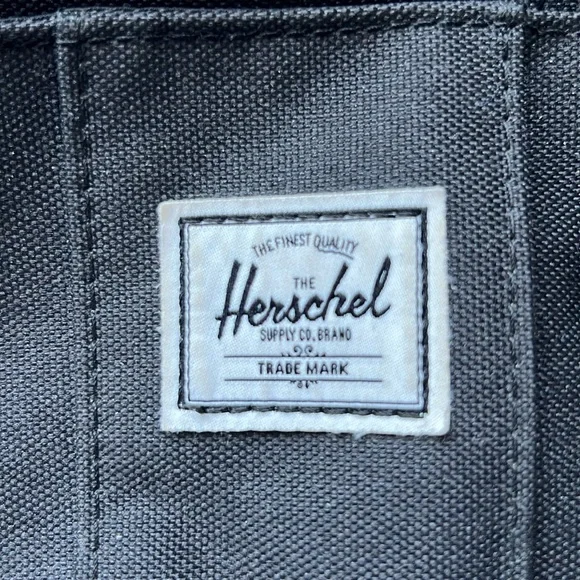 THE FINEST QUALITY
THE
Herschel
SUPPLY CO. BRAND
TRADE MARK